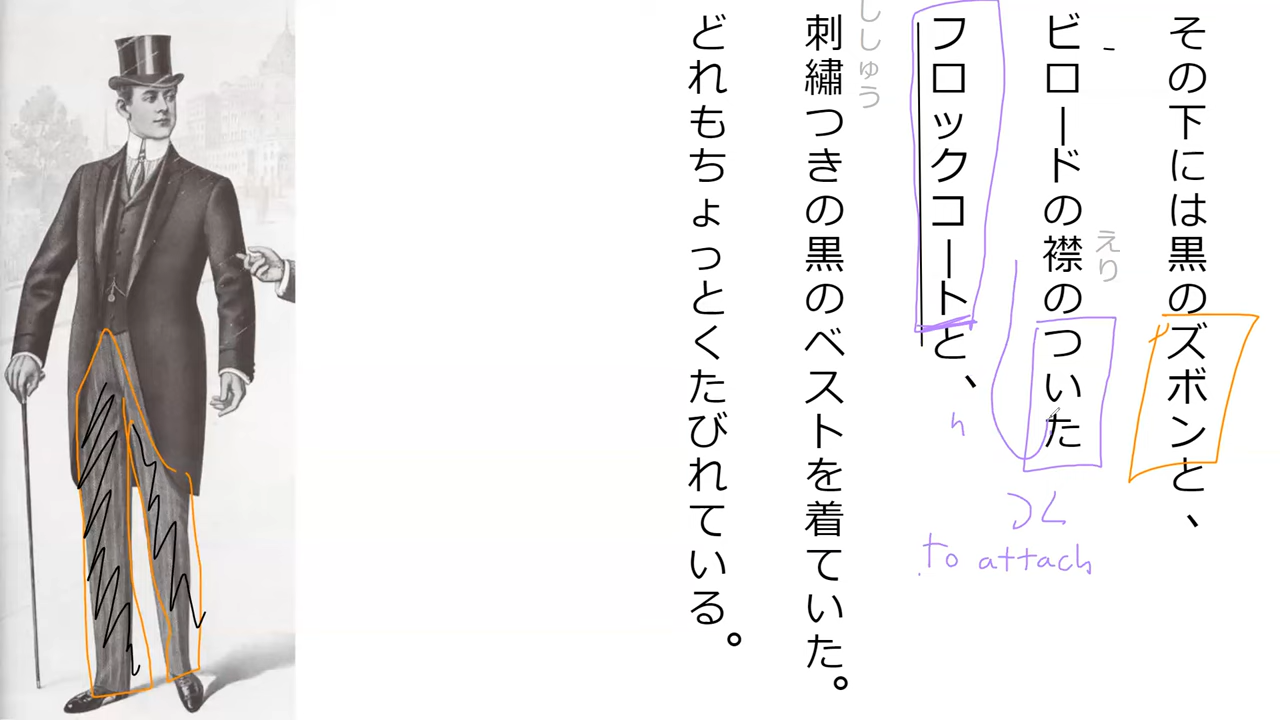 その下には黒のズボンと、
ビロードの襟のついた
えり
フロックコートと、
刺繍つきの黒のベストを着ていた。
ししゅう
どれもちょっとくたびれている。
つく
to attach